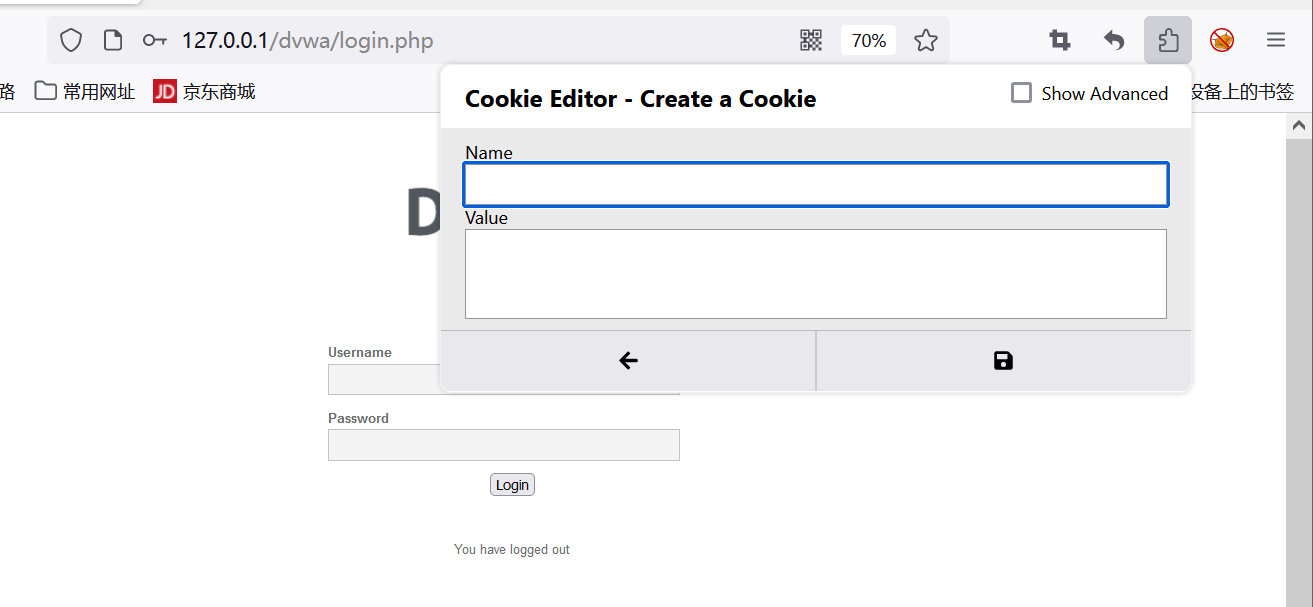 127.0.0.1/dvwa/login.php
70%
路
常用网址
JD
京东商城
设备上的书签
Cookie Editor - Create a Cookie
Show Advanced
Name
Value
D
Username
Password
Login
You have logged out